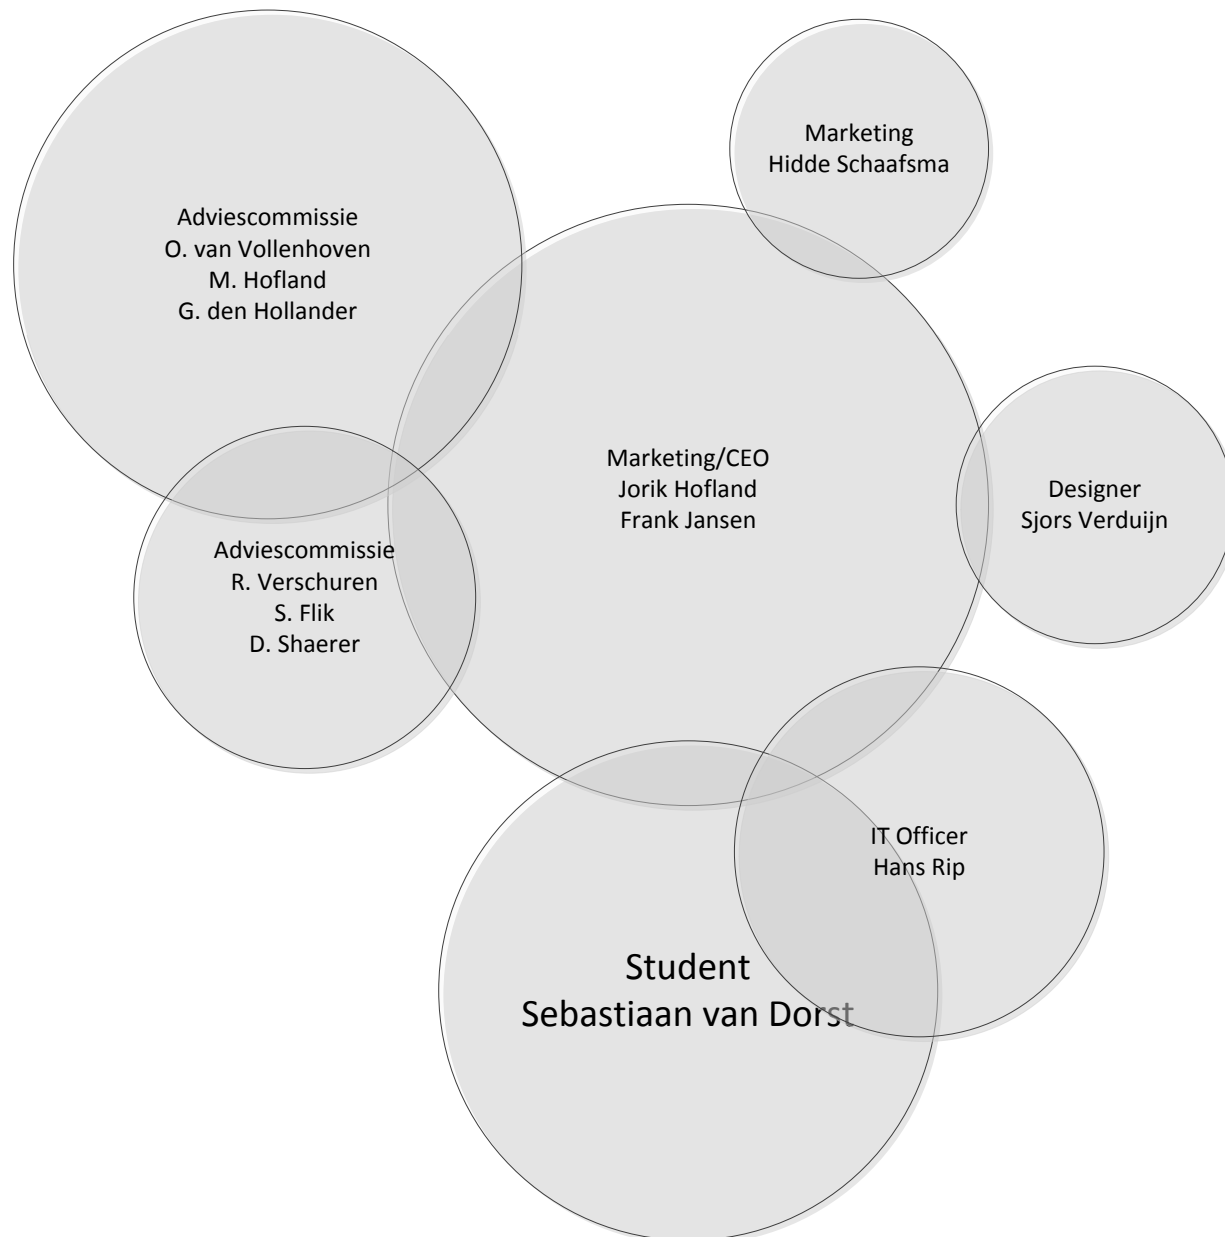 Marketing
Hidde Schaafsma
Adviescommissie
O. van Vollenhoven
M. Hofland
G. den Hollander
Marketing/CEO
Jorik Hofland
Frank Jansen
Designer
Sjors Verduijn
Adviescommissie
R. Verschuren
S. Flik
D. Shaerer
IT Officer
Hans Rip
Student
Sebastiaan van Dorst